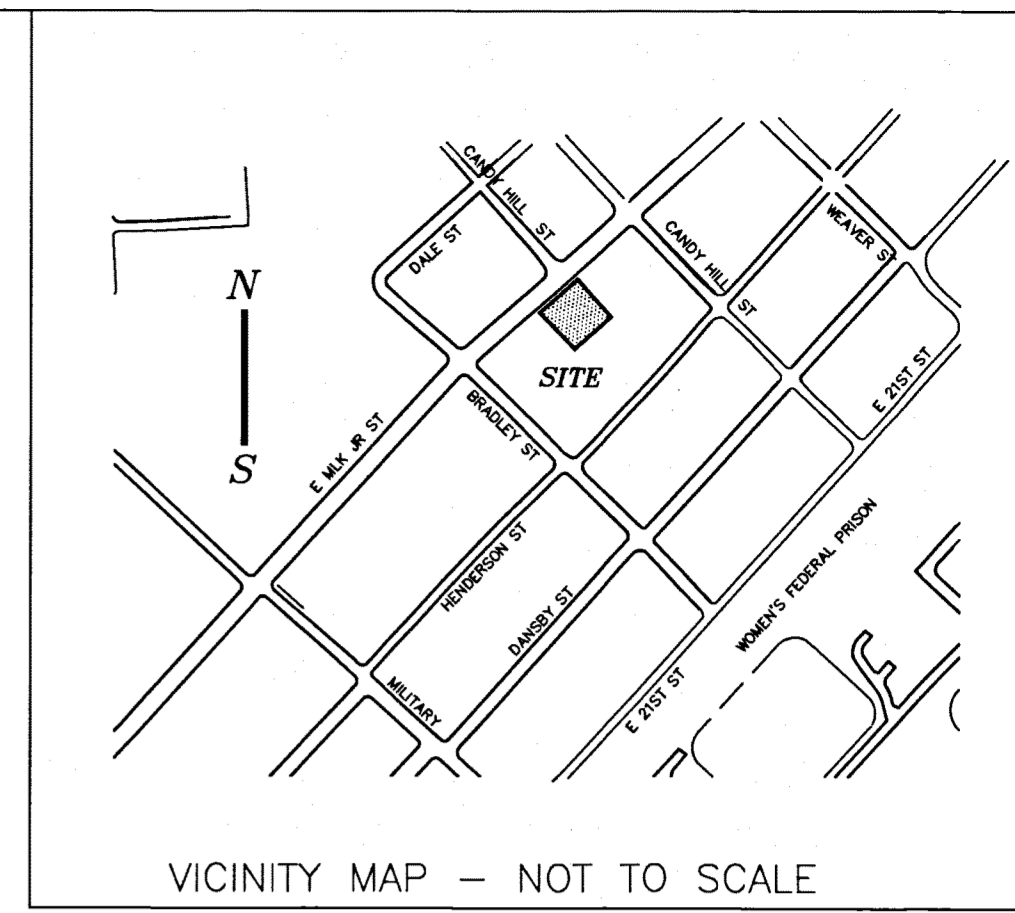 CANDY HILL ST
DALE ST
CANDY HILL ST
WEAVER ST
N
S
SITE
E 21ST ST
BRADLEY ST
E MLK JR ST
HENDERSON ST
DANSBY ST
WOMEN'S FEDERAL PRISON
MILITARY
E 21ST ST
VICINITY MAP – NOT TO SCALE